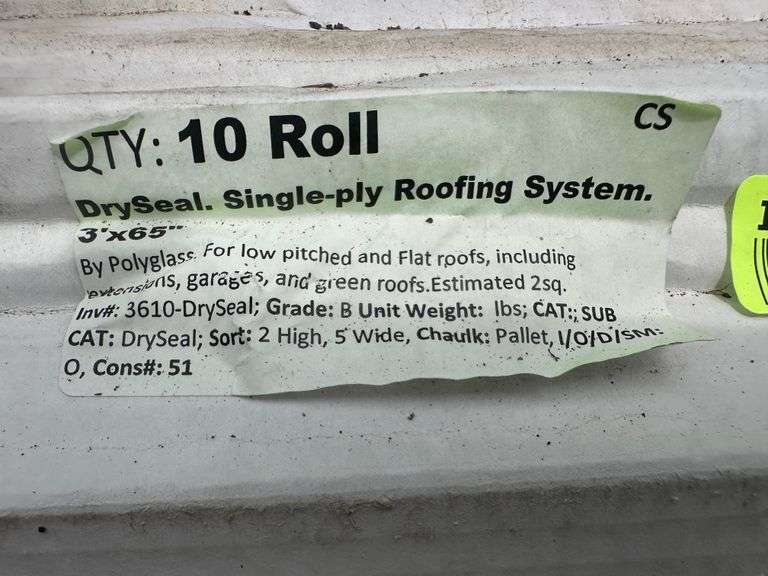 QTY: 10 Roll
CS
DrySeal. Single-ply Roofing System.
3'x65"
By Polyglass. For low pitched and Flat roofs, including
extensions, garages, and green roofs.Estimated 2sq.
Inv#: 3610-DrySeal; Grade: B Unit Weight: lbs; CAT:; SUB
CAT: DrySeal; Sort: 2 High, 5 Wide, Chaulk: Pallet, I/O/D/SM:
O, Cons#: 51